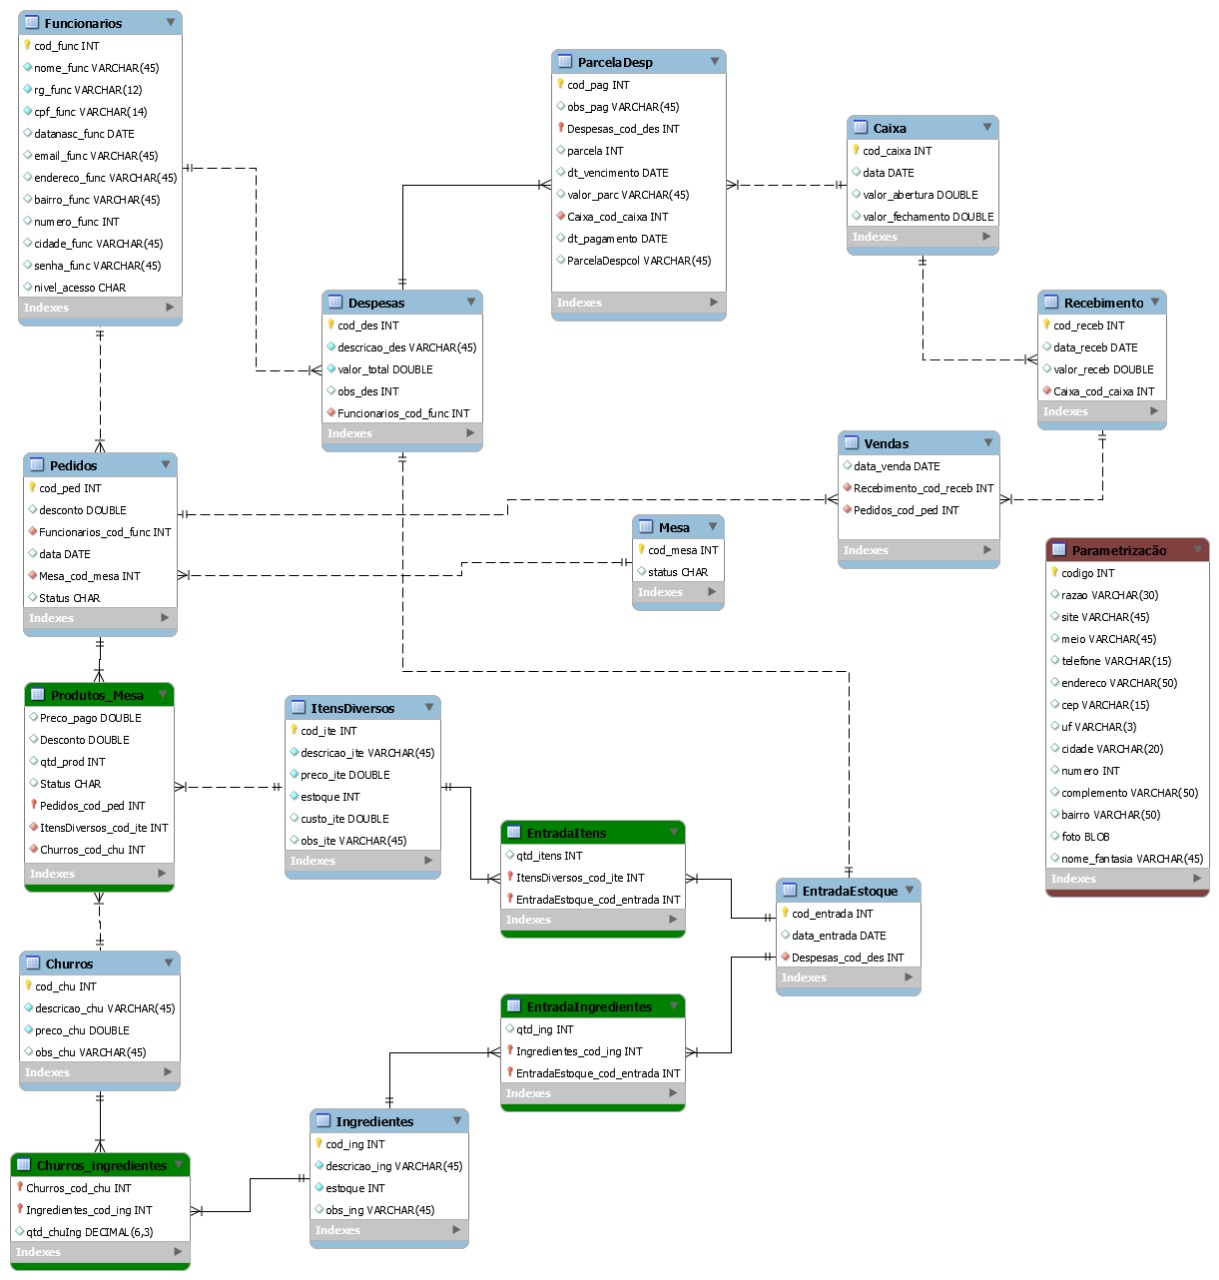 Funcionarios
cod_func INT
nome_func VARCHAR(45)
rg_func VARCHAR(12)
cpf_func VARCHAR(14)
datanasc_func DATE
email_func VARCHAR(45)
endereco_func VARCHAR(45)
bairro_func VARCHAR(45)
numero_func INT
cidade_func VARCHAR(45)
senha_func VARCHAR(45)
nivel_acesso CHAR
Indexes
ParcelaDesp
cod_pag INT
obs_pag VARCHAR(45)
Despesas_cod_des INT
parcela INT
dt_vencimento DATE
valor_parc VARCHAR(45)
Caixa_cod_caixa INT
dt_pagamento DATE
ParcelaDespcol VARCHAR(45)
Indexes
Caixa
cod_caixa INT
data DATE
valor_abertura DOUBLE
valor_fechamento DOUBLE
Indexes
Despesas
cod_des INT
descricao_des VARCHAR(45)
valor_total DOUBLE
obs_des INT
Funcionarios_cod_func INT
Indexes
Recebimento
cod_receb INT
data_receb DATE
valor_receb DOUBLE
Caixa_cod_caixa INT
Indexes
Pedidos
cod_ped INT
desconto DOUBLE
Funcionarios_cod_func INT
data DATE
Mesa_cod_mesa INT
Status CHAR
Indexes
Vendas
data_venda DATE
Recebimento_cod_receb INT
Pedidos_cod_ped INT
Indexes
Mesa
cod_mesa INT
status CHAR
Indexes
Parametrizacão
codigo INT
razao VARCHAR(30)
site VARCHAR(45)
meio VARCHAR(45)
telefone VARCHAR(15)
endereco VARCHAR(50)
cep VARCHAR(15)
uf VARCHAR(3)
cidade VARCHAR(20)
numero INT
complemento VARCHAR(50)
bairro VARCHAR(50)
foto BLOB
nome_fantasia VARCHAR(45)
Indexes
Produtos_Mesa
Preco_pago DOUBLE
Desconto DOUBLE
qtd_prod INT
Status CHAR
Pedidos_cod_ped INT
ItensDiversos_cod_ite INT
Churros_cod_chu INT
Indexes
ItensDiversos
cod_ite INT
descricao_ite VARCHAR(45)
preco_ite DOUBLE
estoque INT
custo_ite DOUBLE
obs_ite VARCHAR(45)
Indexes
EntradaItens
qtd_itens INT
ItensDiversos_cod_ite INT
EntradaEstoque_cod_entrada INT
Indexes
EntradaEstoque
cod_entrada INT
data_entrada DATE
Despesas_cod_des INT
Indexes
Churros
cod_chu INT
descricao_chu VARCHAR(45)
preco_chu DOUBLE
obs_chu VARCHAR(45)
Indexes
EntradaIngredientes
qtd_ing INT
Ingredientes_cod_ing INT
EntradaEstoque_cod_entrada INT
Indexes
Ingredientes
cod_ing INT
descricao_ing VARCHAR(45)
estoque INT
obs_ing VARCHAR(45)
Indexes
Churros_ingredientes
Churros_cod_chu INT
Ingredientes_cod_ing INT
qtd_chuIng DECIMAL(6,3)
Indexes